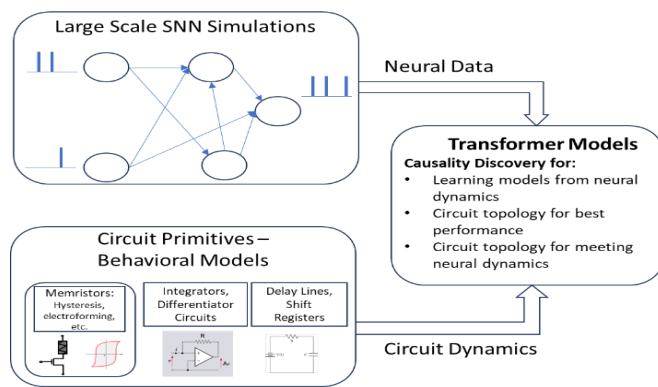 Large Scale SNN Simulations
Neural Data
Transformer Models
Causality Discovery for:
• Learning models from neural
dynamics
• Circuit topology for best
performance
• Circuit topology for meeting
neural dynamics
Circuit Primitives –
Behavioral Models
Memristors:
Hysteresis,
electroforming,
etc.
Integrators,
Differentiator
Circuits
R
Delay Lines,
Shift
Registers
Circuit Dynamics